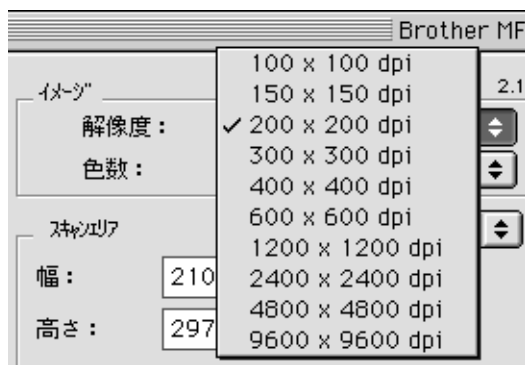 Brother MF
イメージ
2.1
解像度：
色数：
100 x 100 dpi
150 x 150 dpi
✓ 200 x 200 dpi
300 x 300 dpi
400 x 400 dpi
600 x 600 dpi
1200 x 1200 dpi
2400 x 2400 dpi
4800 x 4800 dpi
9600 x 9600 dpi
スキャンエリア
幅： 210
高さ： 297